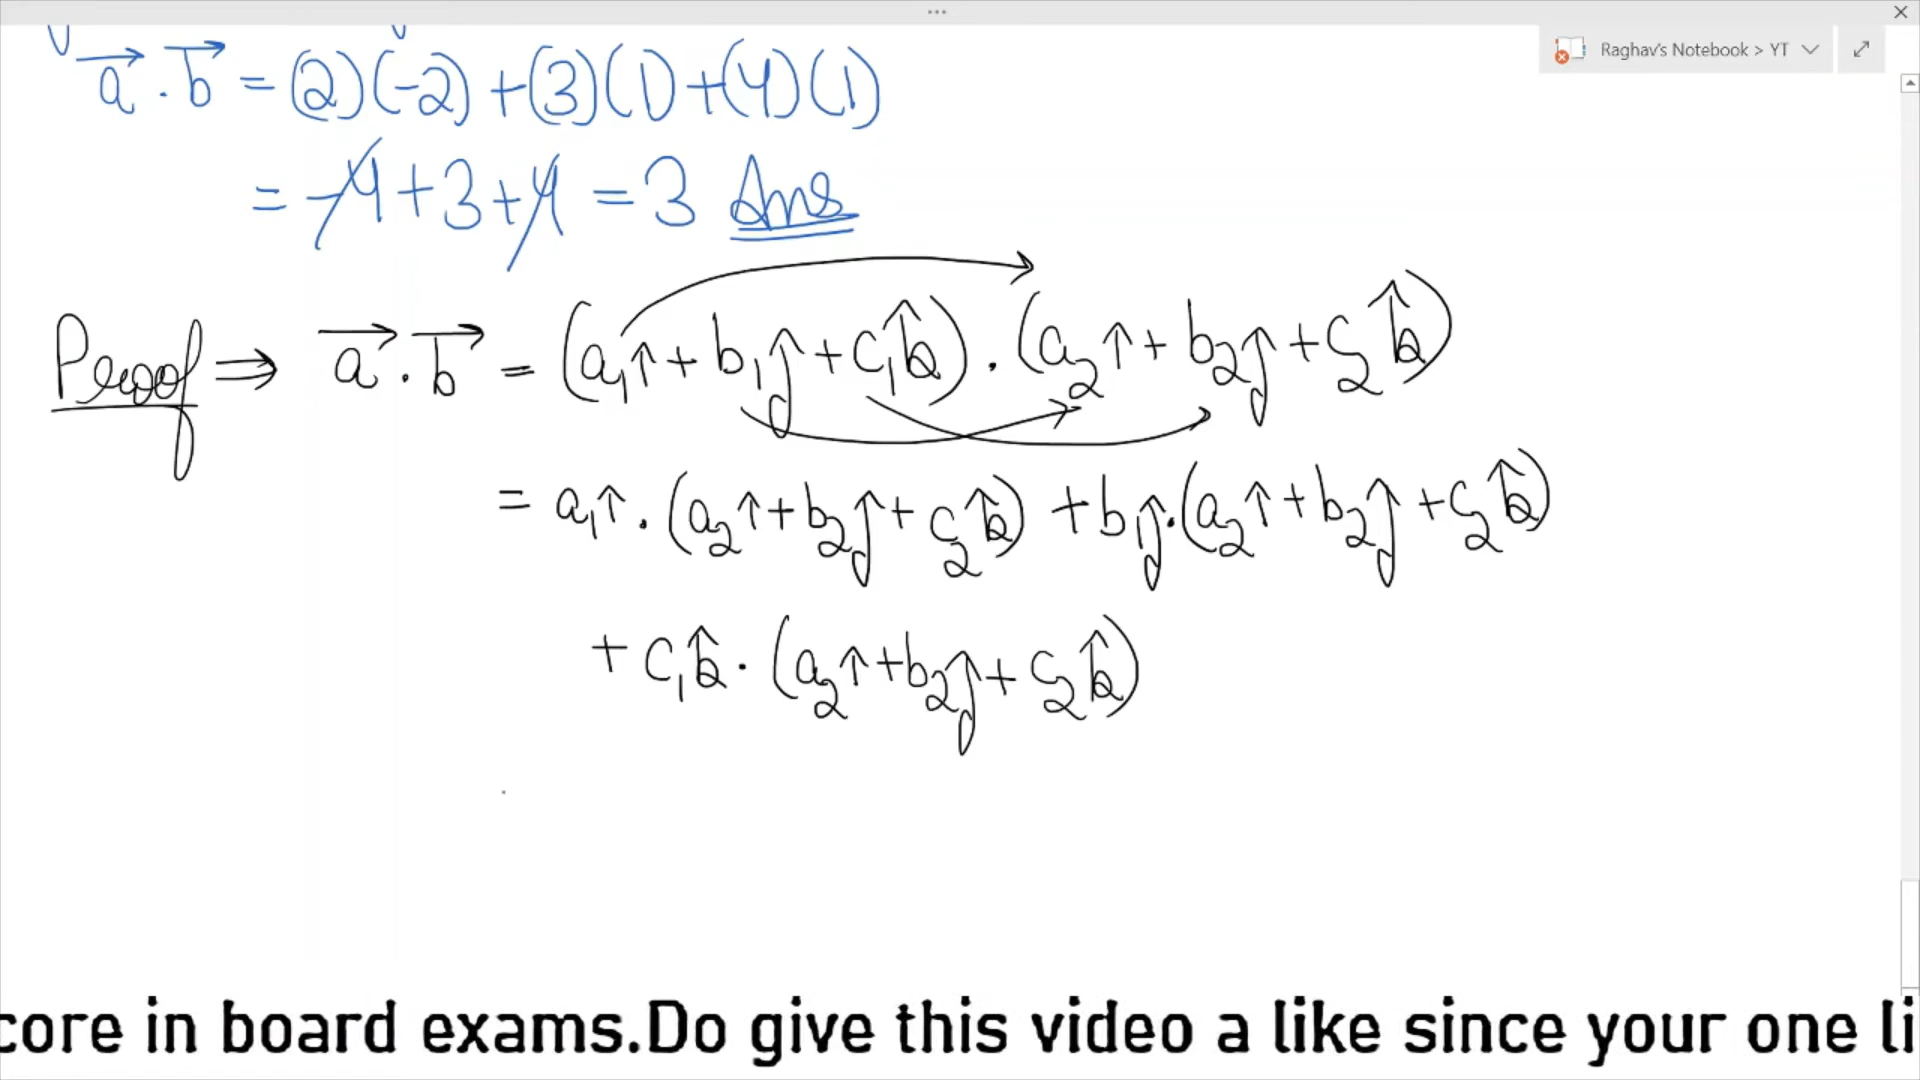 Raghav's Notebook > YT
a⃗ . b⃗ = (2)(-2) + (3)(1) + (4)(1)
= -4 + 3 + 4 = 3 Ans
Proof ⇒ a⃗ . b⃗ = (a₁î + b₁ĵ + c₁k̂) . (a₂î + b₂ĵ + c₂k̂)
= a₁î . (a₂î + b₂ĵ + c₂k̂) + b₁ĵ . (a₂î + b₂ĵ + c₂k̂)
+ c₁k̂ . (a₂î + b₂ĵ + c₂k̂)
core in board exams.Do give this video a like since your one li